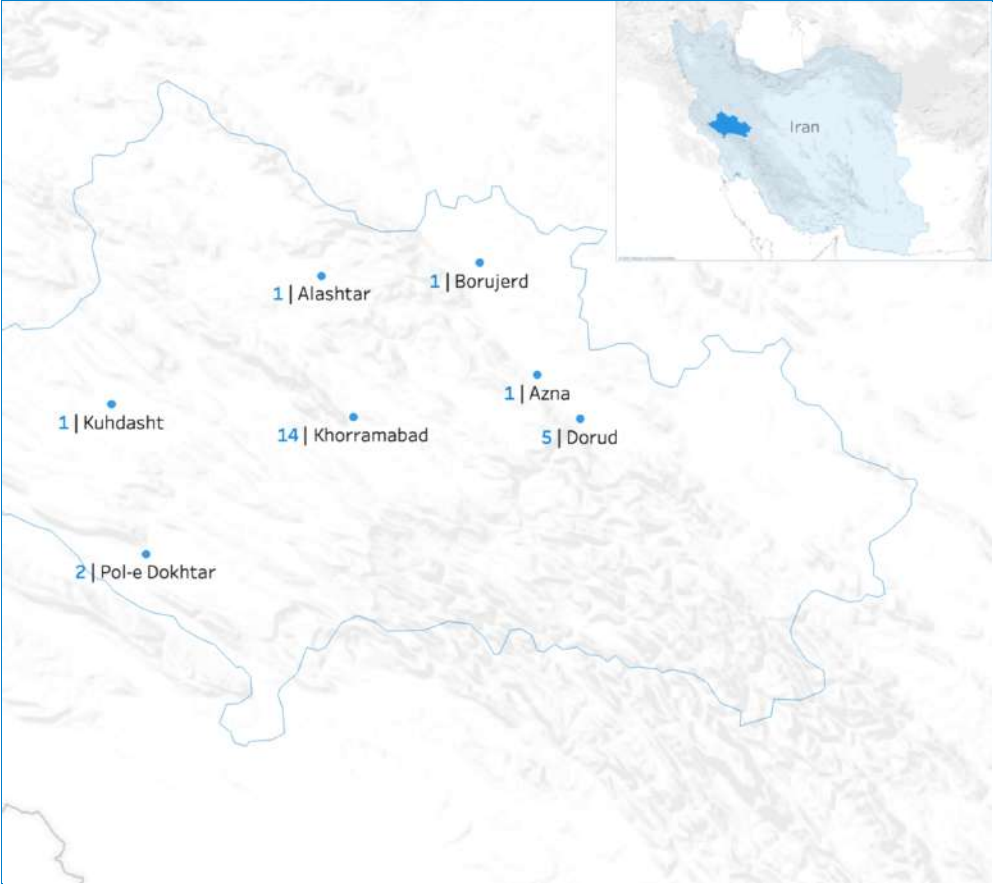 Iran
1 | Alashtar
1 | Borujerd
1 | Azna
1 | Kuhdasht
14 | Khorramabad
5 | Dorud
2 | Pol-e Dokhtar